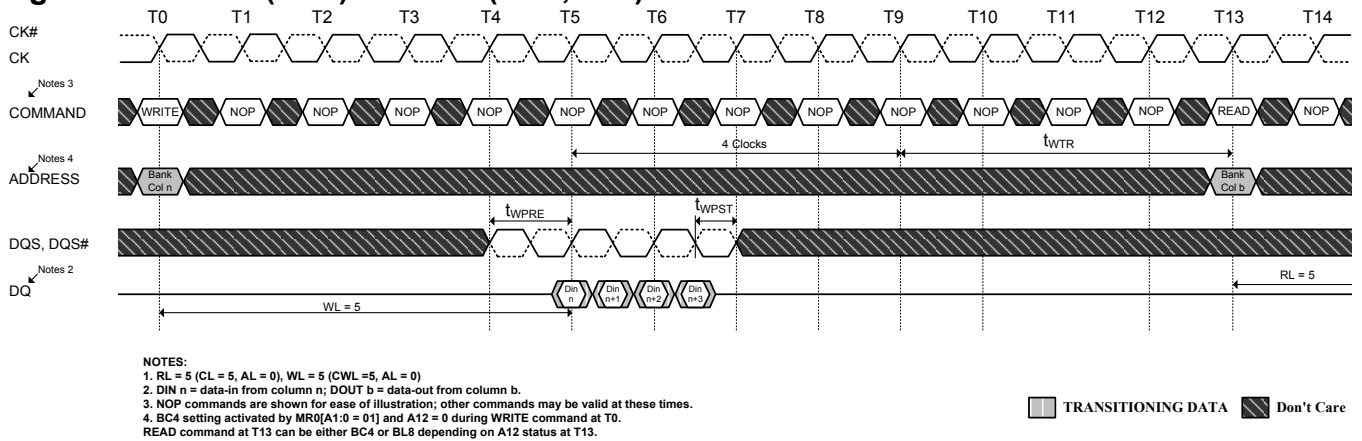 T0 T1 T2 T3 T4 T5 T6 T7 T8 T9 T10 T11 T12 T13 T14
CK#
CK
Notes 3
COMMAND
WRITE NOP NOP NOP NOP NOP NOP NOP NOP NOP NOP NOP NOP READ NOP
4 Clocks
tWTR
Notes 4
ADDRESS
Bank
Col n
Bank
Col b
tWPRE
tWPST
DQS, DQS#
Notes 2
DQ
Din
n
Din
n+1
Din
n+2
Din
n+3
RL = 5
WL = 5
NOTES:
1. RL = 5 (CL = 5, AL = 0), WL = 5 (CWL =5, AL = 0)
2. DIN n = data-in from column n; DOUT b = data-out from column b.
3. NOP commands are shown for ease of illustration; other commands may be valid at these times.
4. BC4 setting activated by MR0[A1:0 = 01] and A12 = 0 during WRITE command at T0.
READ command at T13 can be either BC4 or BL8 depending on A12 status at T13.
TRANSITIONING DATA
Don't Care